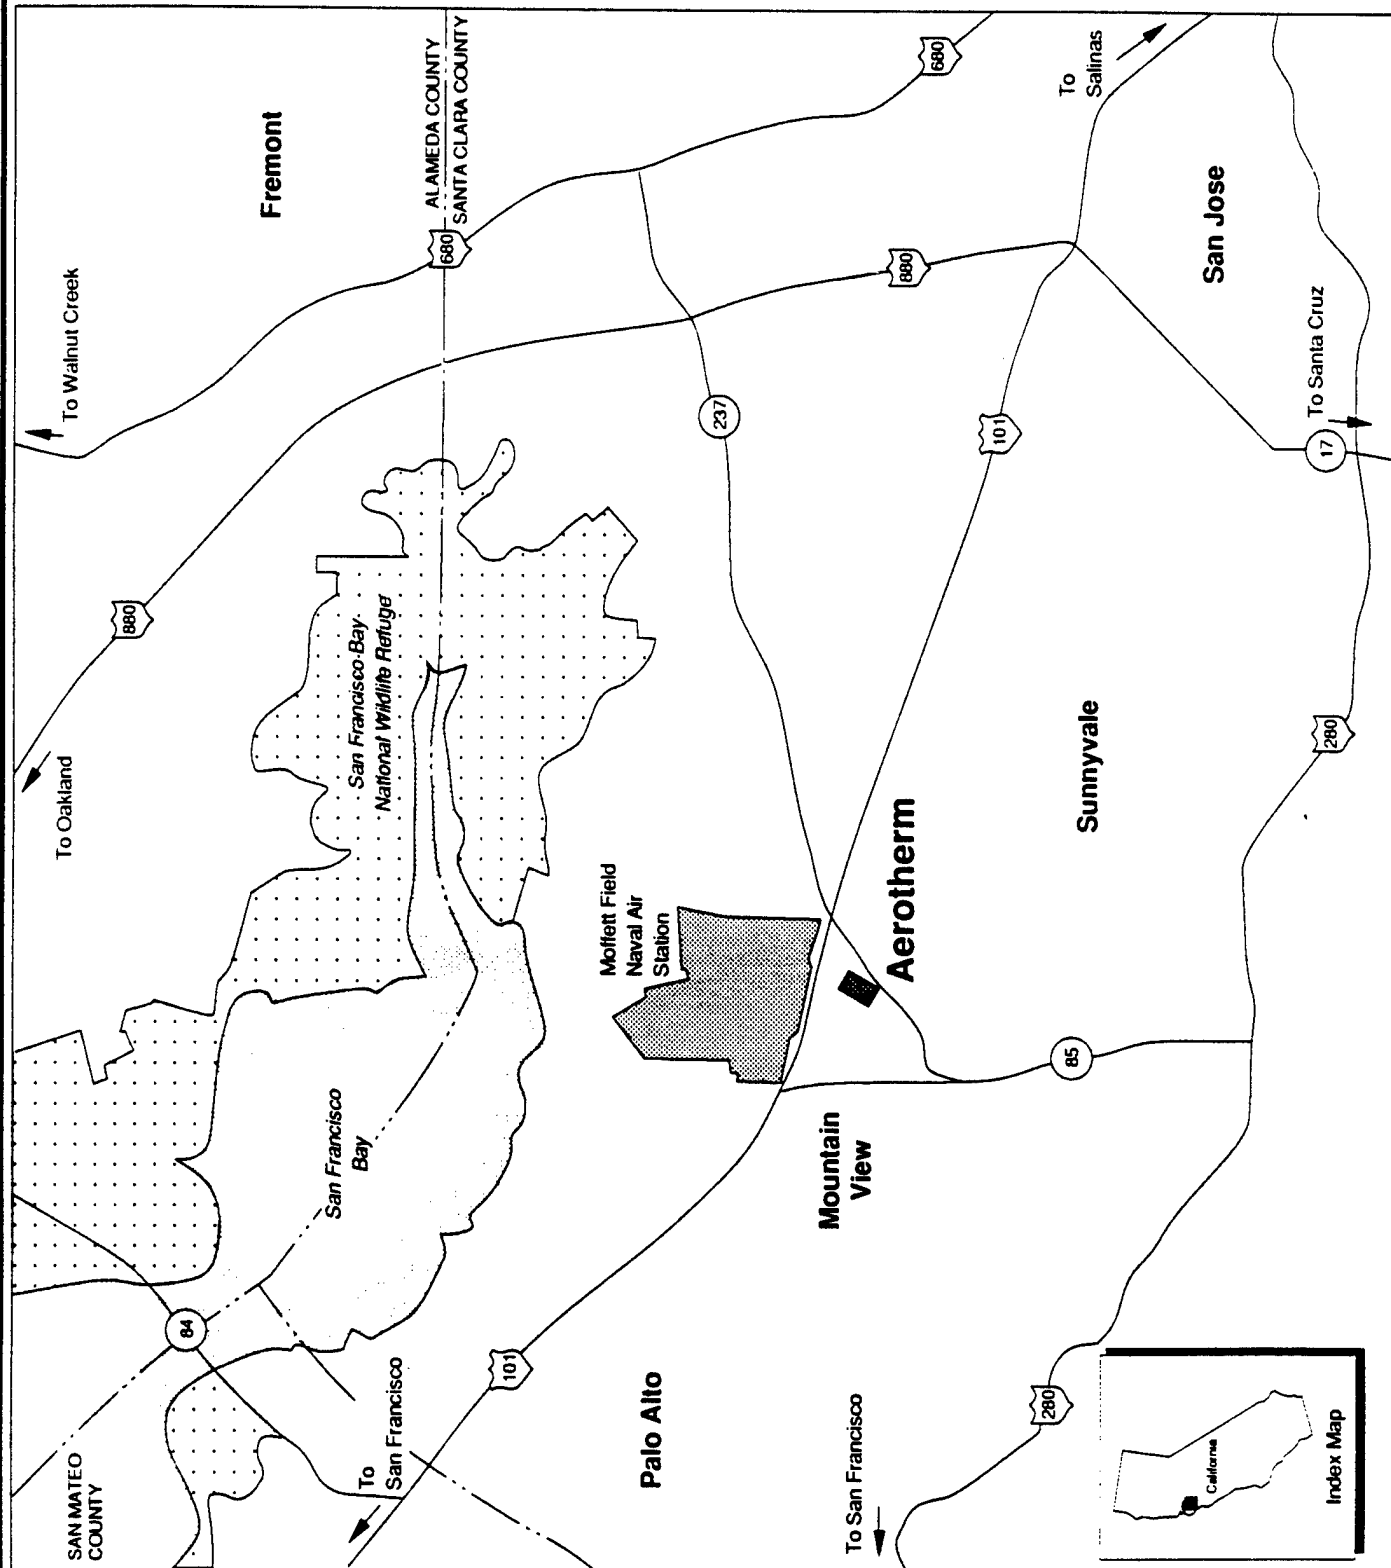 SAN MATEO
COUNTY
84
To
San Francisco
101
Palo Alto
To San Francisco
280
California
Index Map
San Francisco
Bay
Mountain
View
85
To Oakland
880
San Francisco Bay
National Wildlife Refuge
Moffett Field
Naval Air
Station
Aerotherm
Sunnyvale
280
To Walnut Creek
Fremont
ALAMEDA COUNTY
SANTA CLARA COUNTY
680
237
880
101
680
To
Salinas
San Jose
To Santa Cruz
17